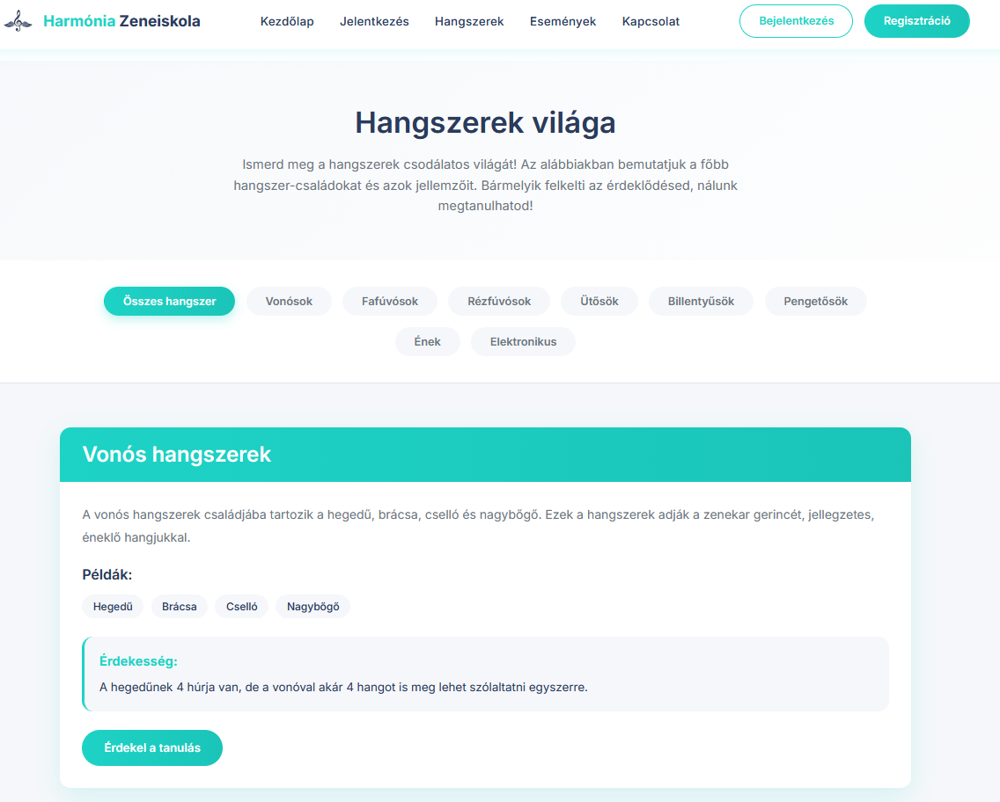 Harmónia Zeneiskola
Kezdőlap
Jelentkezés
Hangszerek
Események
Kapcsolat
Bejelentkezés
Regisztráció
Hangszerek világa
Ismerd meg a hangszerek csodálatos világát! Az alábbiakban bemutatjuk a főbb
hangszer-családokat és azok jellemzőit. Bármelyik felkelti az érdeklődésed, nálunk
megtanulhatod!
Összes hangszer
Vonósok
Fafúvósok
Rézfúvósok
Ütősök
Billentyűsök
Pengetősök
Ének
Elektronikus
Vonós hangszerek
A vonós hangszerek családjába tartozik a hegedű, brácsa, cselló és nagybőgő. Ezek a hangszerek adják a zenekar gerincét, jellegzetes,
éneklő hangjukkal.
Példák:
Hegedű
Brácsa
Cselló
Nagybőgő
Érdekesség:
A hegedűnek 4 húrja van, de a vonóval akár 4 hangot is meg lehet szólaltatni egyszerre.
Érdekel a tanulás